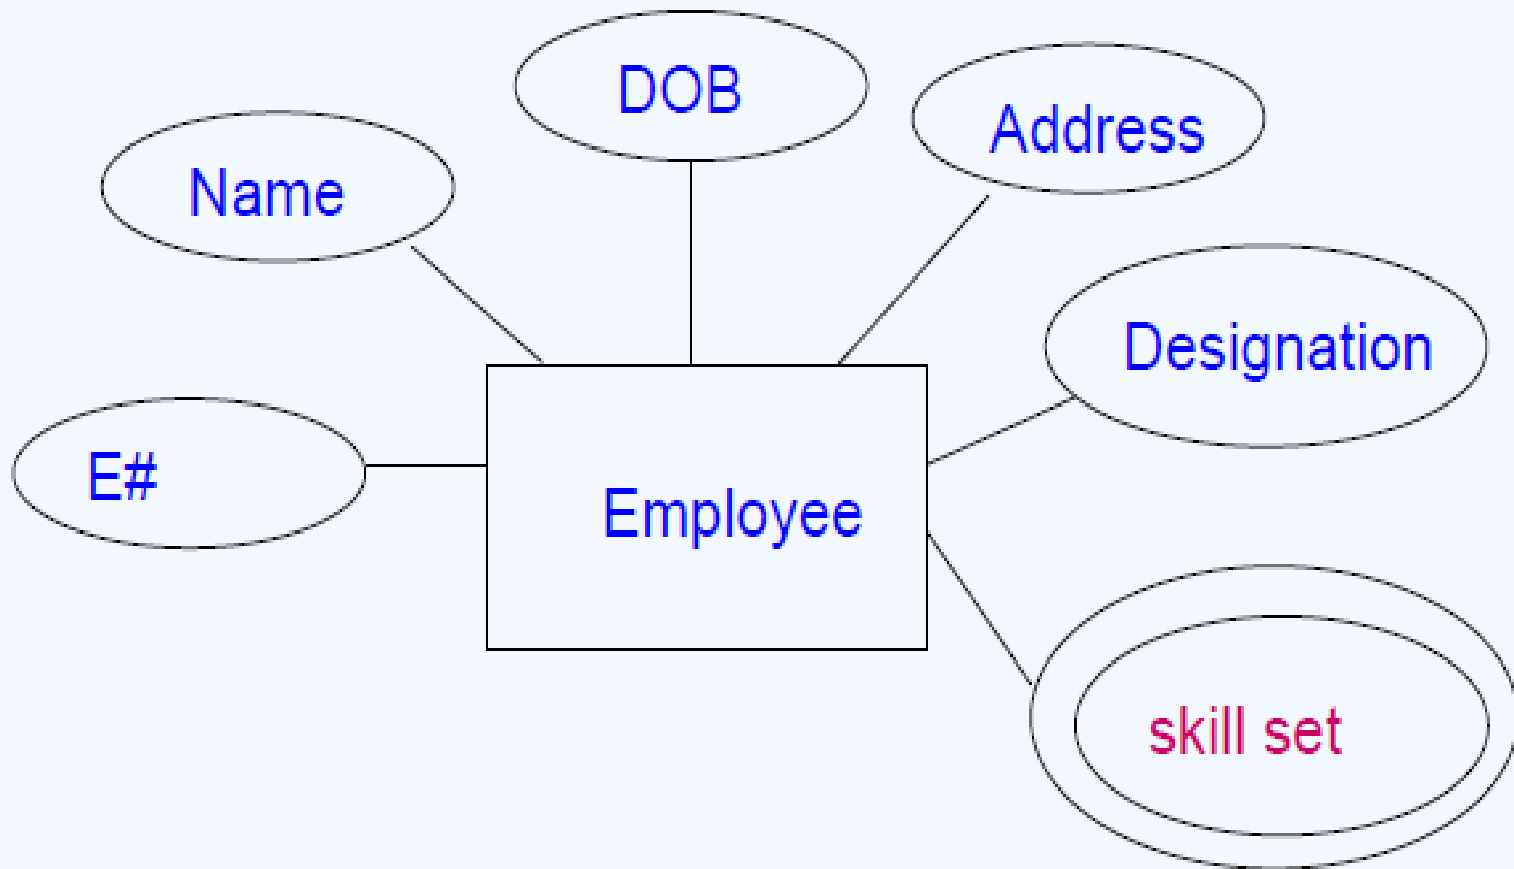 DOB
Address
Name
Designation
E#
Employee
skill set